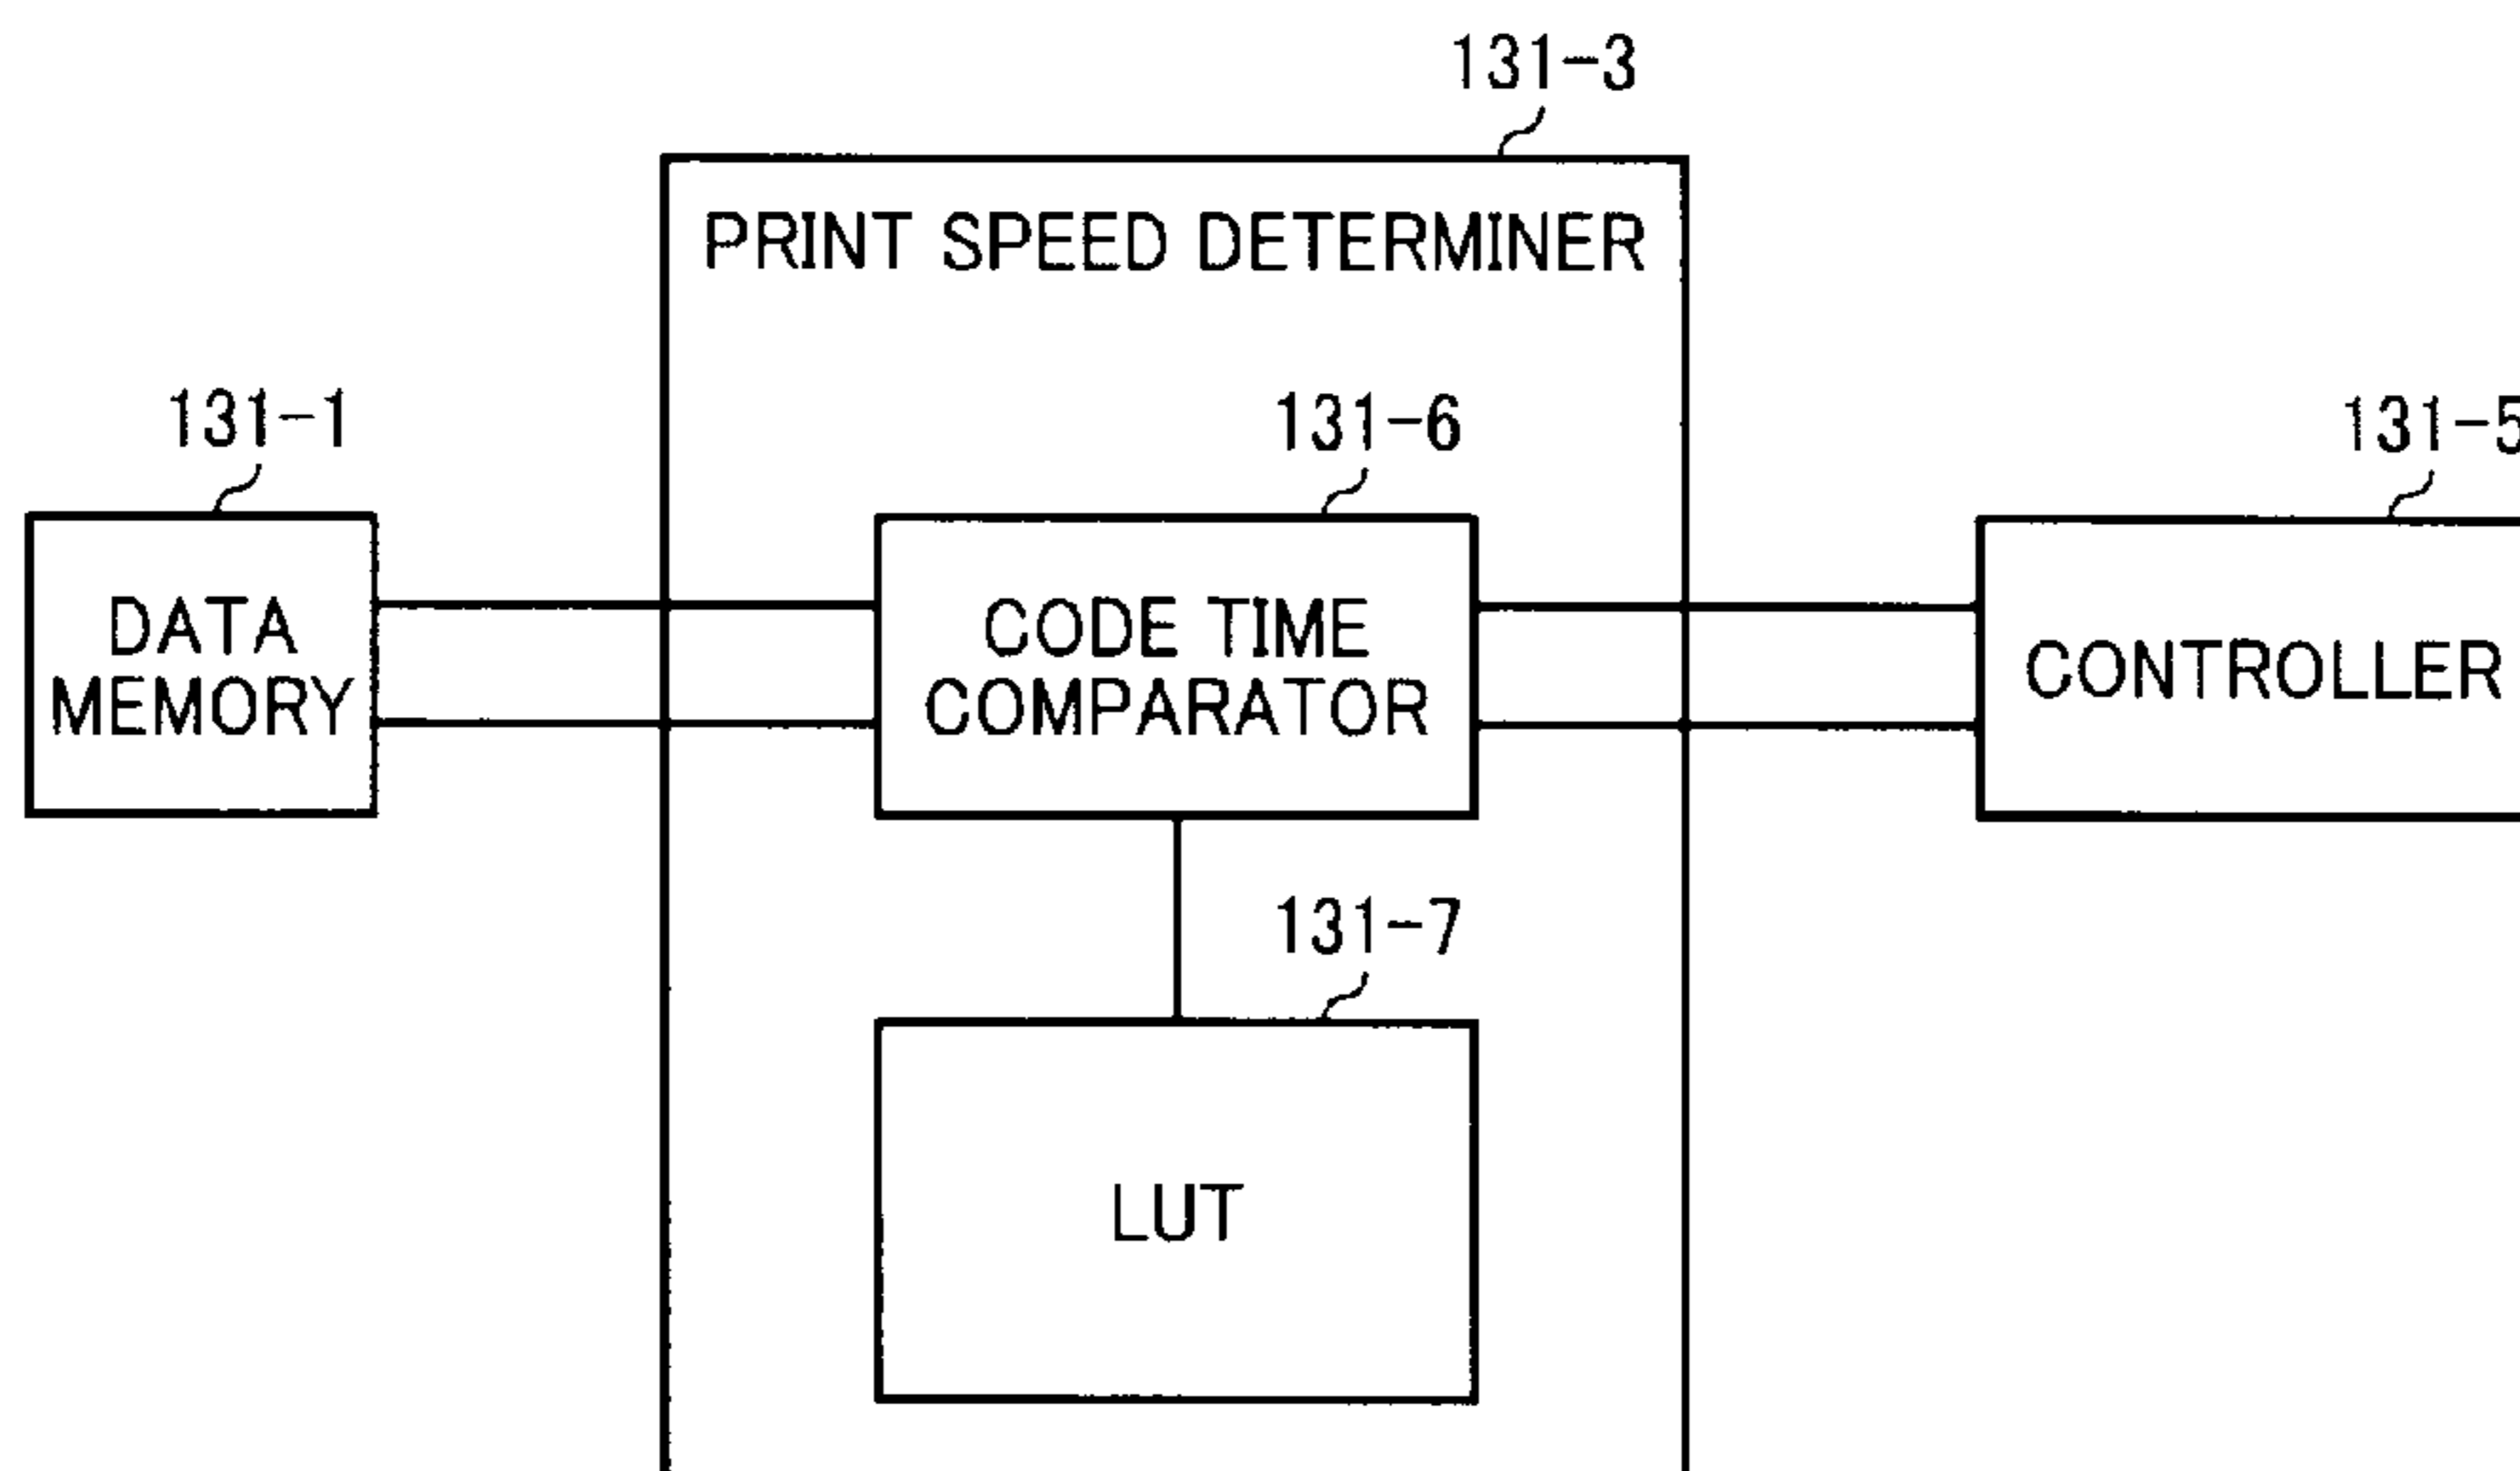 131-3
PRINT SPEED DETERMINER
131-1
131-6
131-5
DATA
MEMORY
CODE TIME
COMPARATOR
CONTROLLER
131-7
LUT